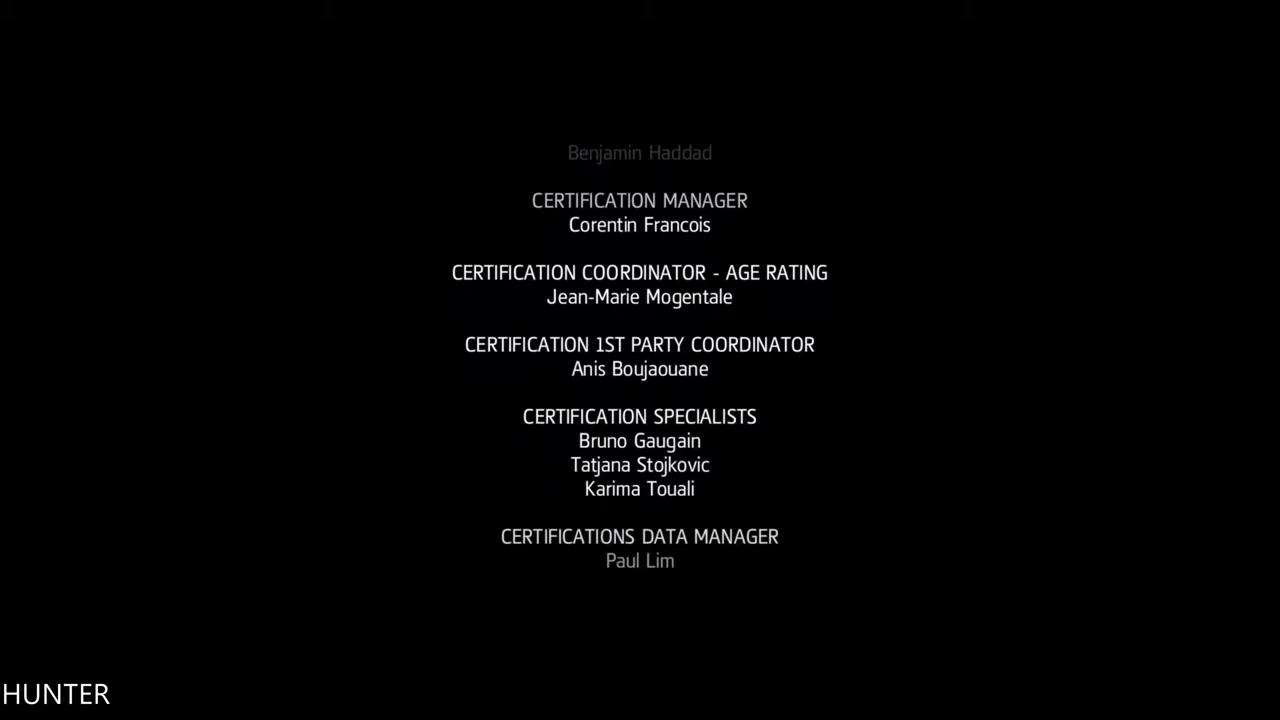 Benjamin Haddad
CERTIFICATION MANAGER
Corentin Francois
CERTIFICATION COORDINATOR - AGE RATING
Jean-Marie Mogentale
CERTIFICATION 1ST PARTY COORDINATOR
Anis Boujaouane
CERTIFICATION SPECIALISTS
Bruno Gaugain
Tatjana Stojkovic
Karima Touali
CERTIFICATIONS DATA MANAGER
Paul Lim
HUNTER